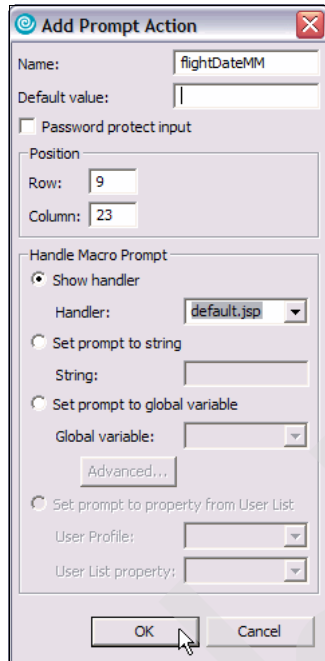 Add Prompt Action
Name: flightDateMM
Default value:
Password protect input
Position
Row: 9
Column: 23
Handle Macro Prompt
Show handler
Handler: default.jsp
Set prompt to string
String:
Set prompt to global variable
Global variable:
Advanced...
Set prompt to property from User List
User Profile:
User List property:
OK Cancel